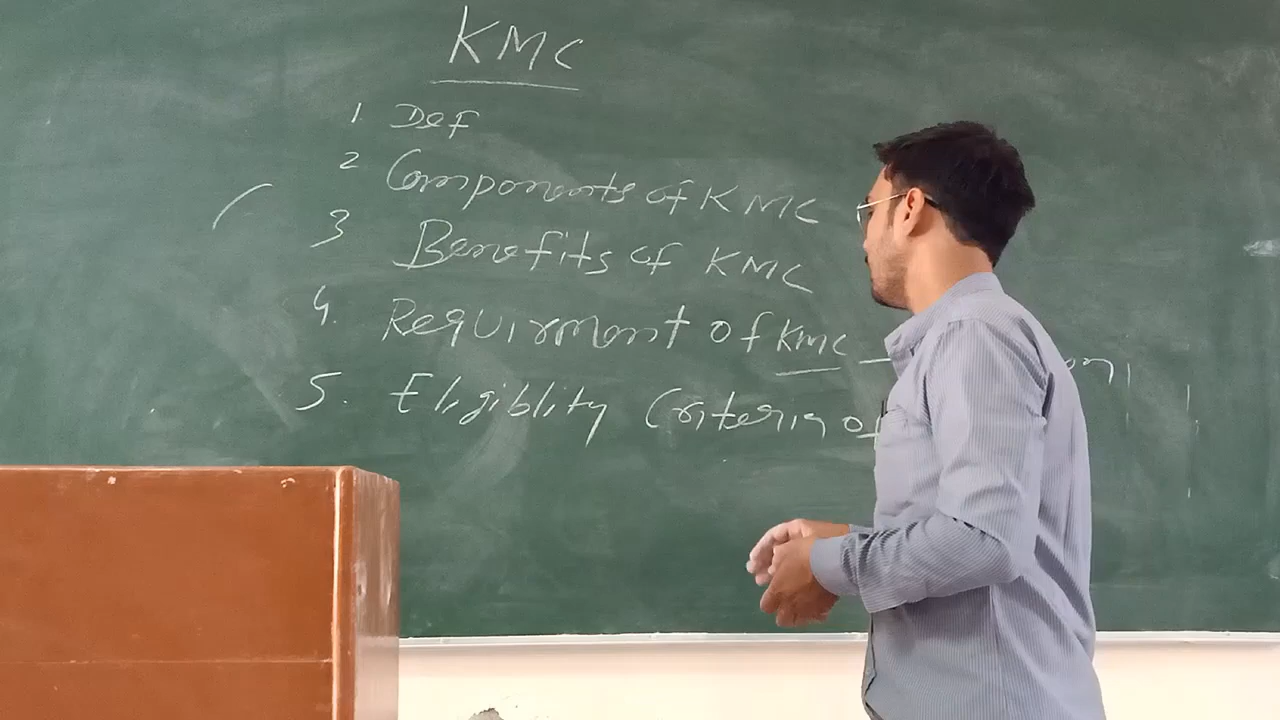 KMC
1. Def
2 Components of KMC
3 Benefits of KMC
4. Requirment of KMC –
5. Eligiblity Criteria of